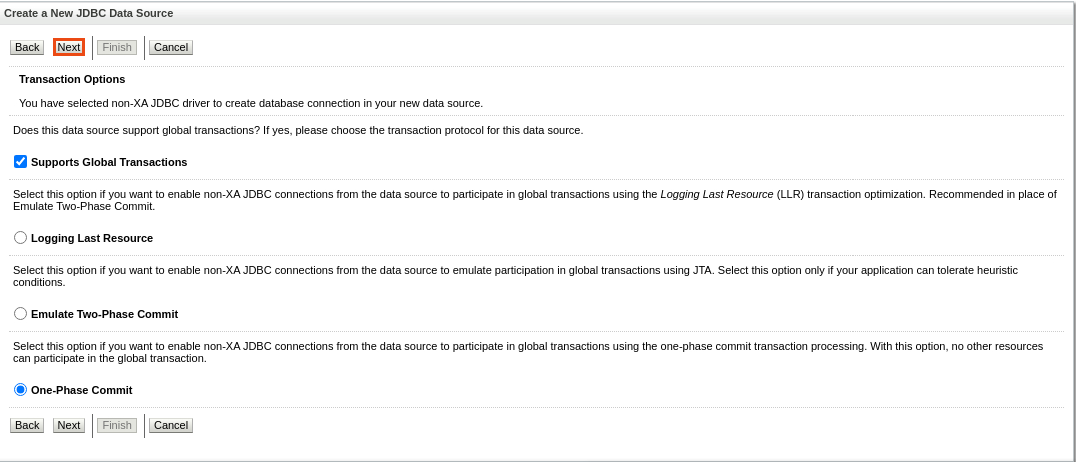 Create a New JDBC Data Source
Back Next Finish Cancel
Transaction Options
You have selected non-XA JDBC driver to create database connection in your new data source.
Does this data source support global transactions? If yes, please choose the transaction protocol for this data source.
Supports Global Transactions
Select this option if you want to enable non-XA JDBC connections from the data source to participate in global transactions using the Logging Last Resource (LLR) transaction optimization. Recommended in place of
Emulate Two-Phase Commit.
Logging Last Resource
Select this option if you want to enable non-XA JDBC connections from the data source to emulate participation in global transactions using JTA. Select this option only if your application can tolerate heuristic
conditions.
Emulate Two-Phase Commit
Select this option if you want to enable non-XA JDBC connections from the data source to participate in global transactions using the one-phase commit transaction processing. With this option, no other resources
can participate in the global transaction.
One-Phase Commit
Back Next Finish Cancel